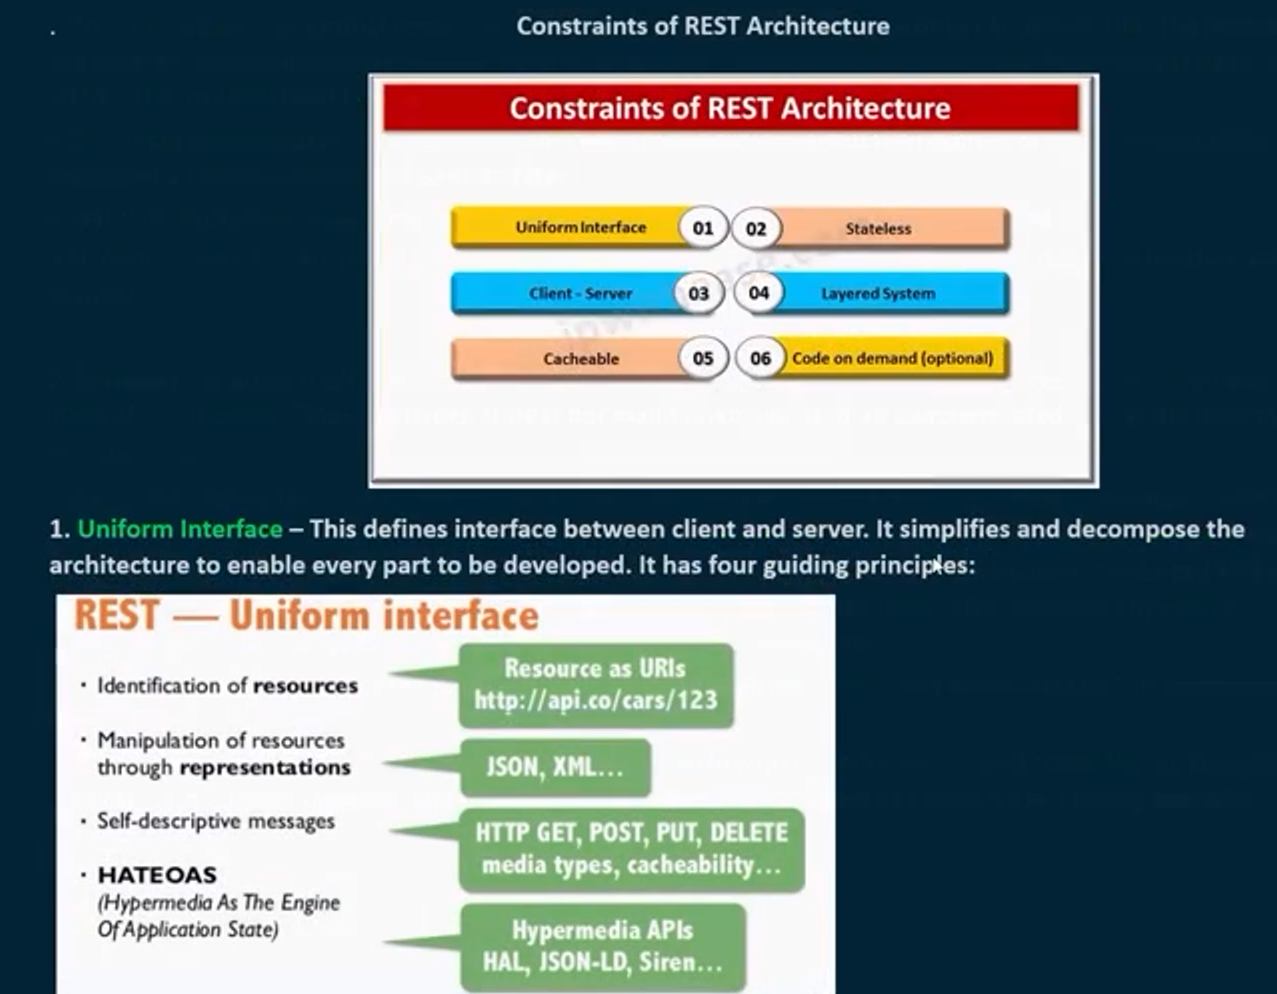 .
Constraints of REST Architecture
Constraints of REST Architecture
Uniform Interface 01 02 Stateless
Client - Server 03 04 Layered System
Cacheable 05 06 Code on demand (optional)
1. Uniform Interface – This defines interface between client and server. It simplifies and decompose the
architecture to enable every part to be developed. It has four guiding principles:
REST — Uniform interface
· Identification of resources
Resource as URIs
http://api.co/cars/123
· Manipulation of resources
through representations
JSON, XML...
· Self-descriptive messages
HTTP GET, POST, PUT, DELETE
media types, cacheability...
· HATEOAS
(Hypermedia As The Engine
Of Application State)
Hypermedia APIs
HAL, JSON-LD, Siren...